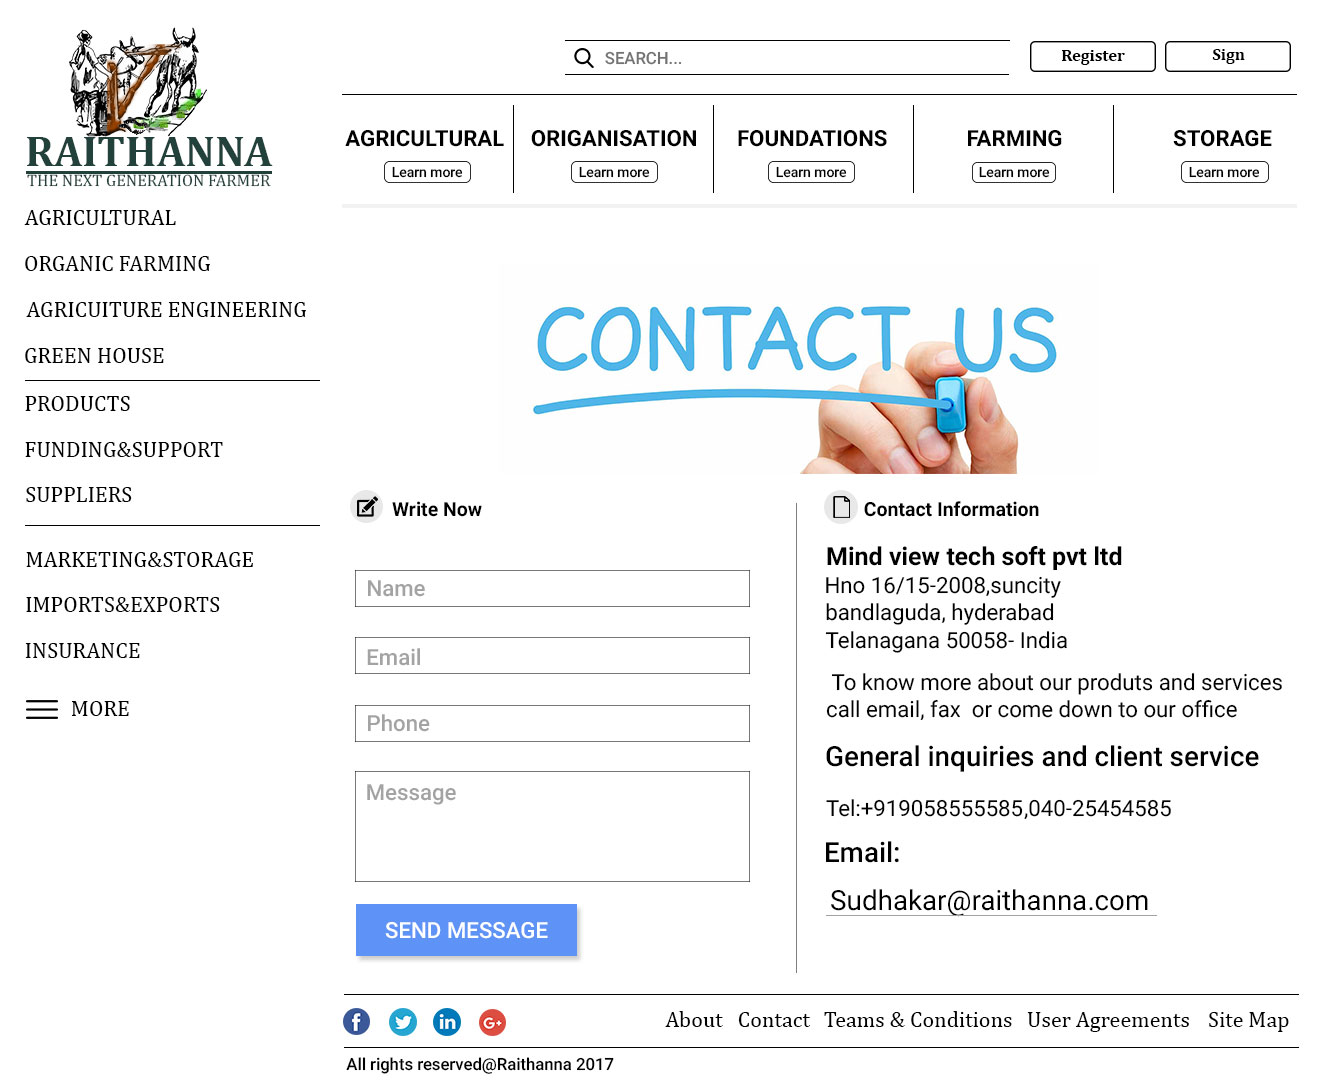 RAITHANNA
THE NEXT GENERATION FARMER
SEARCH...
Register
Sign
AGRICULTURAL
Learn more
ORIGANISATION
Learn more
FOUNDATIONS
Learn more
FARMING
Learn more
STORAGE
Learn more
AGRICULTURAL
ORGANIC FARMING
AGRICUITURE ENGINEERING
GREEN HOUSE
PRODUCTS
FUNDING&SUPPORT
SUPPLIERS
MARKETING&STORAGE
IMPORTS&EXPORTS
INSURANCE
MORE
CONTACT US
Write Now
Name
Email
Phone
Message
SEND MESSAGE
Contact Information
Mind view tech soft pvt ltd
Hno 16/15-2008,suncity
bandlaguda, hyderabad
Telanagana 50058- India
To know more about our produts and services
call email, fax  or come down to our office
General inquiries and client service
Tel:+919058555585,040-25454585
Email:
Sudhakar@raithanna.com
f
in
G+
About
Contact
Teams & Conditions
User Agreements
Site Map
All rights reserved@Raithanna 2017